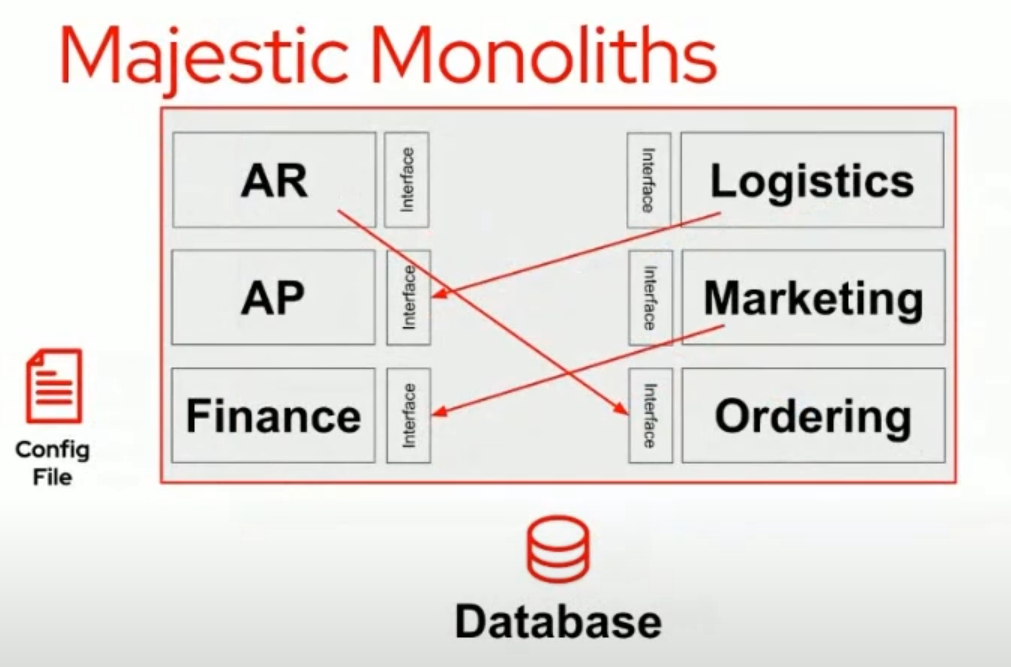 Majestic Monoliths
AR
Interface
Interface
Logistics
AP
Interface
Interface
Marketing
Finance
Interface
Interface
Ordering
Config
File
Database